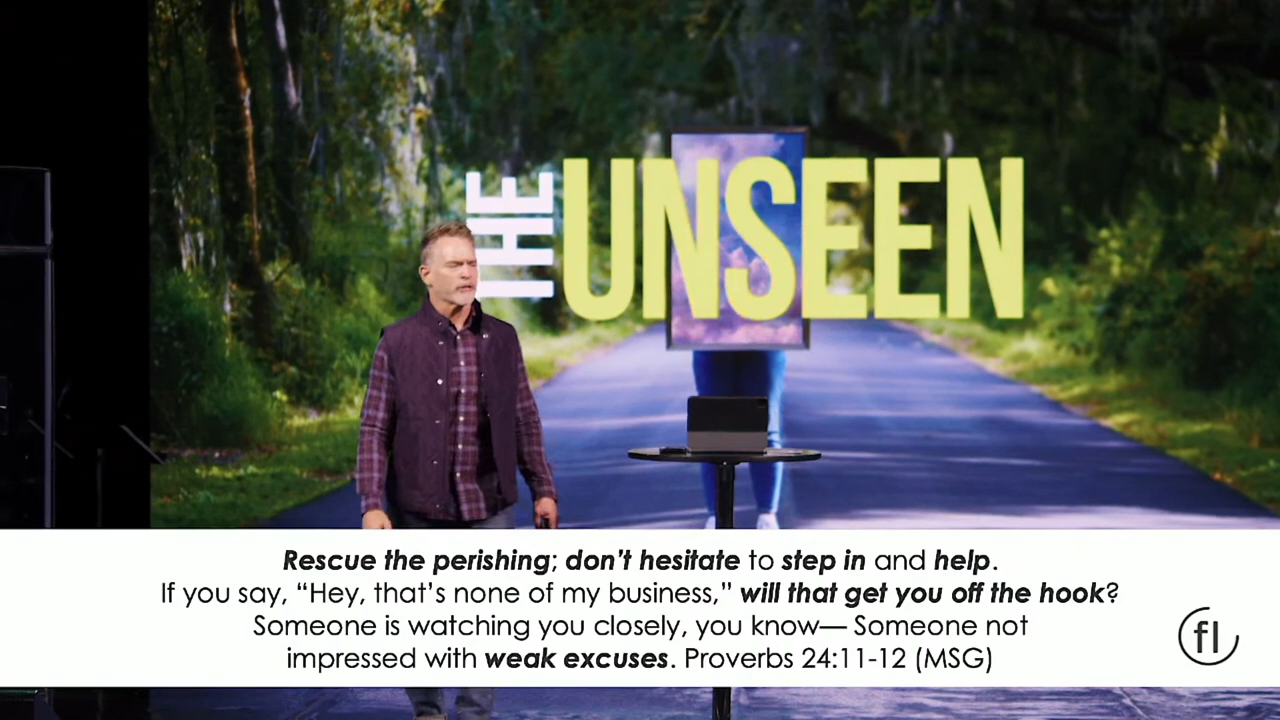 THE UNSEEN
Rescue the perishing; don't hesitate to step in and help.
If you say, “Hey, that's none of my business,” will that get you off the hook?
Someone is watching you closely, you know— Someone not
impressed with weak excuses. Proverbs 24:11-12 (MSG)
fl